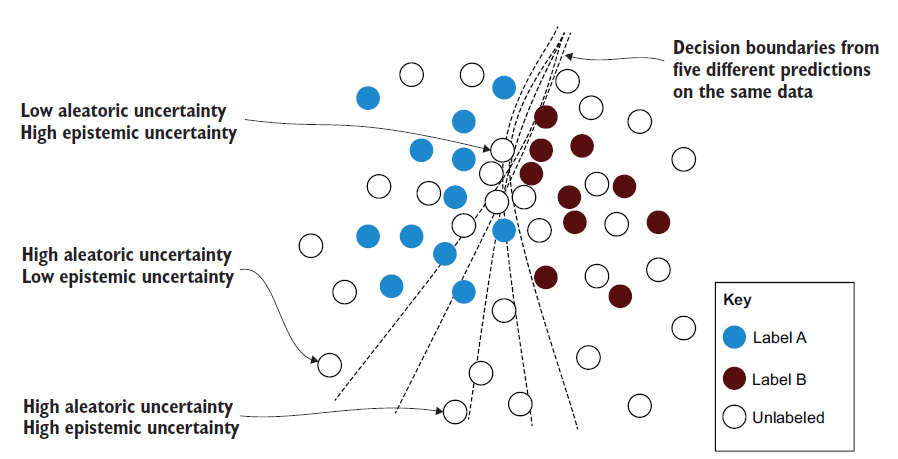 Decision boundaries from
five different predictions
on the same data
Low aleatoric uncertainty
High epistemic uncertainty
High aleatoric uncertainty
Low epistemic uncertainty
High aleatoric uncertainty
High epistemic uncertainty
Key
Label A
Label B
Unlabeled